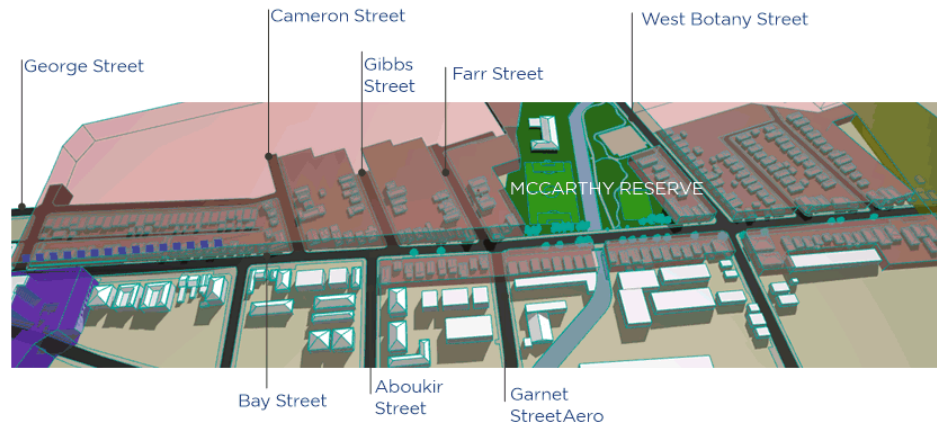 Cameron Street
West Botany Street
George Street
Gibbs
Street
Farr Street
MCCARTHY RESERVE
Bay Street
Aboukir
Street
Garnet
StreetAero